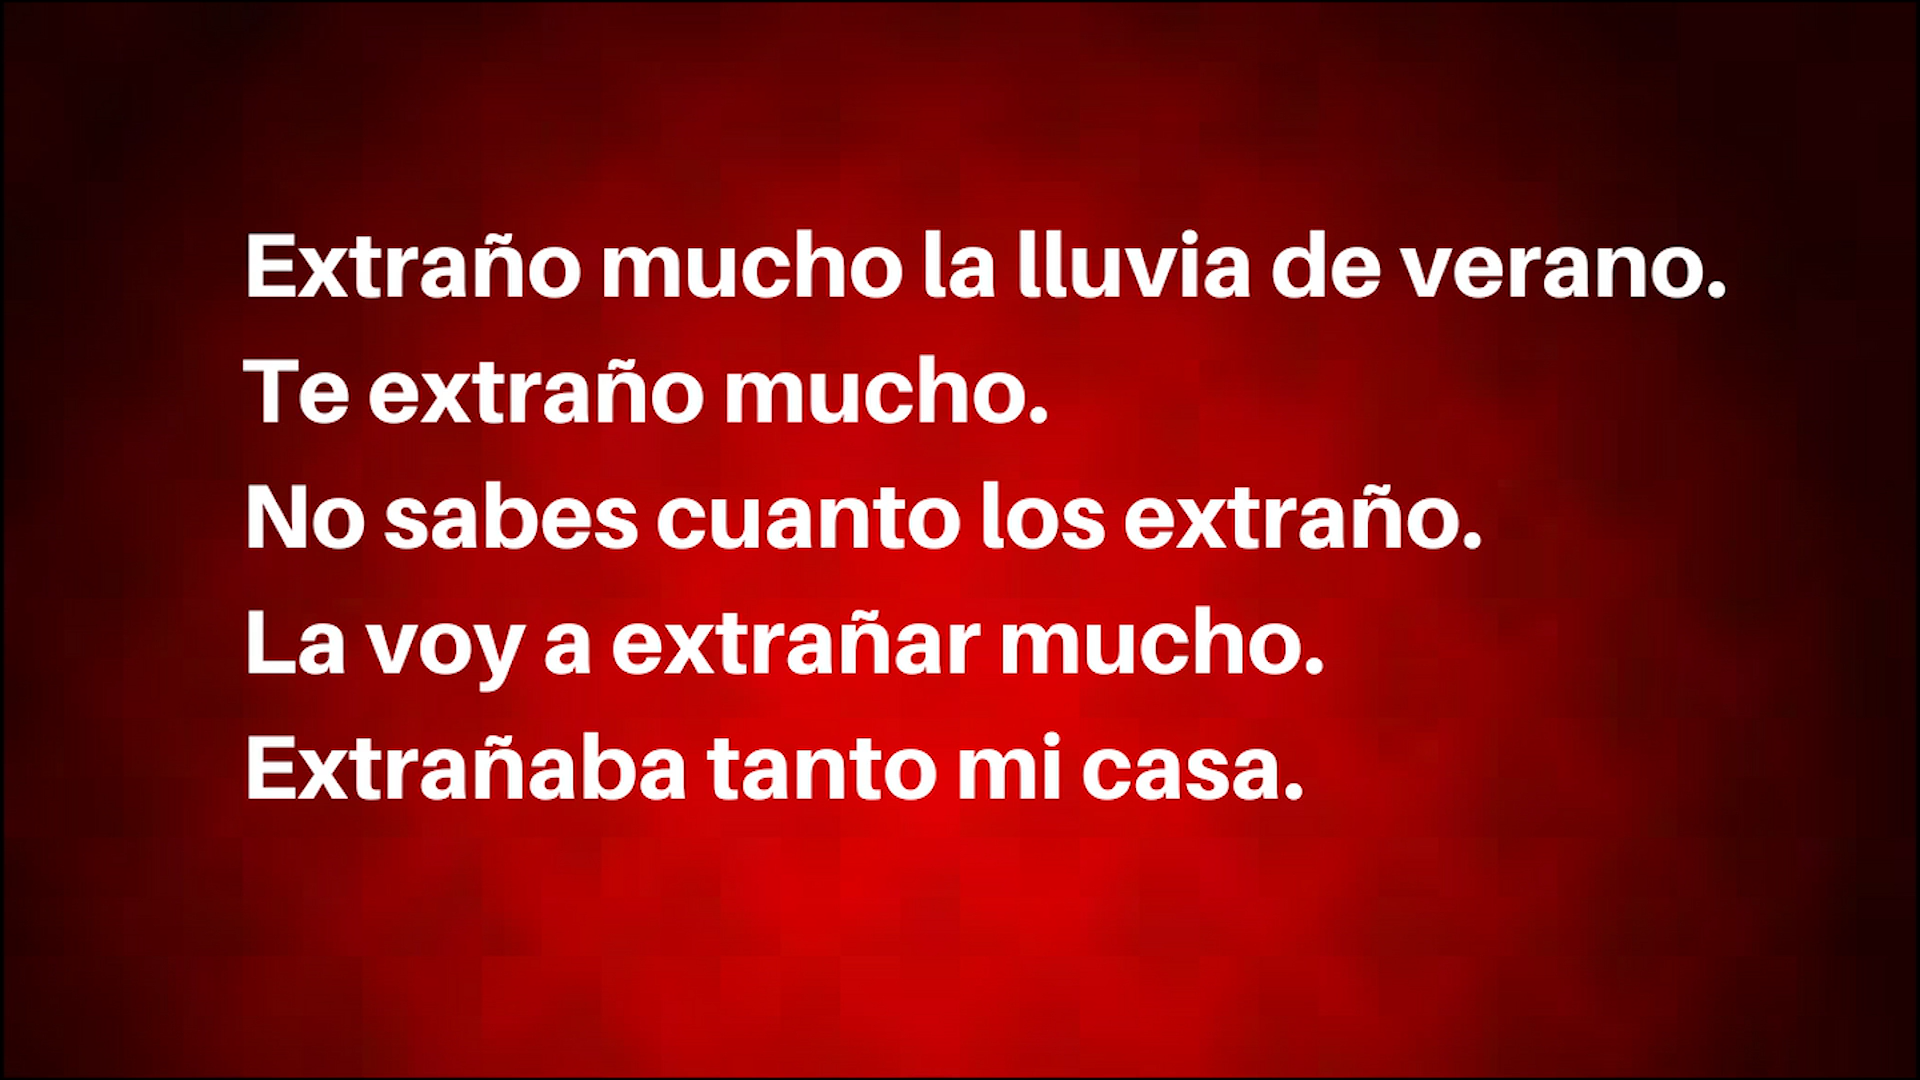 Extraño mucho la lluvia de verano.
Te extraño mucho.
No sabes cuanto los extraño.
La voy a extrañar mucho.
Extrañaba tanto mi casa.